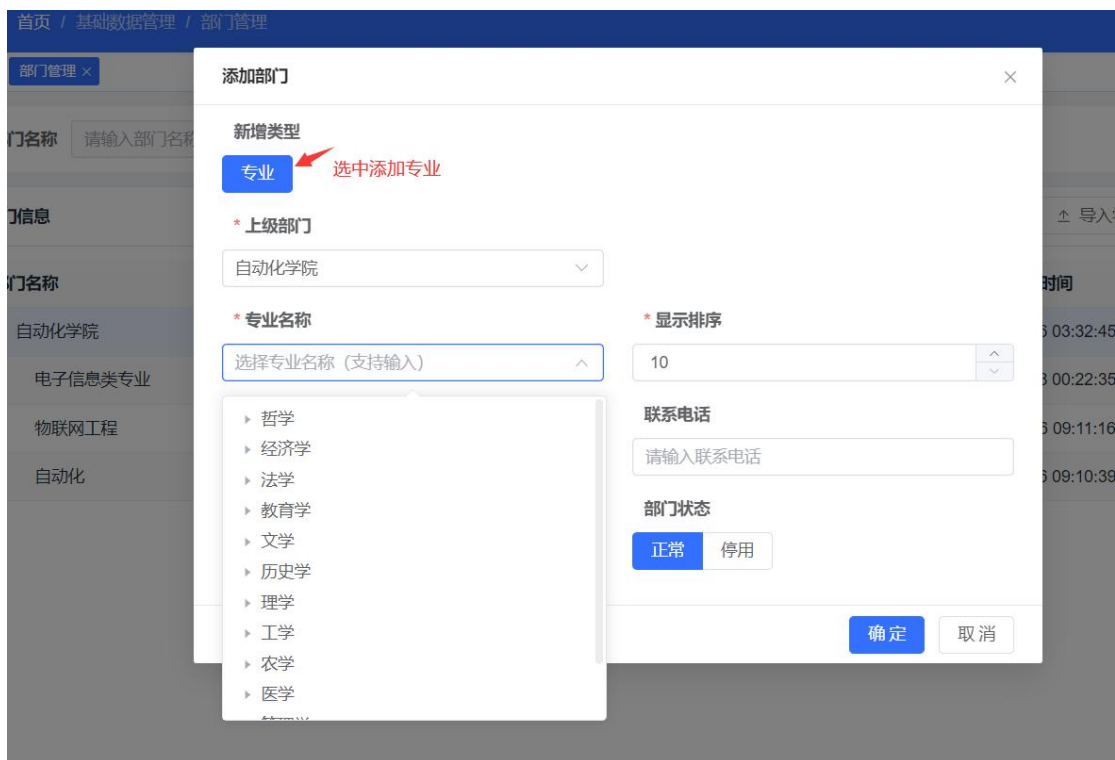 首页 / 基础数据管理 / 部门管理
部门管理 ×
添加部门 ×
门名称 请输入部门名称
新增类型
专业 选中添加专业
门信息 导入
* 上级部门
自动化学院
部门名称 时间
* 专业名称 * 显示排序
自动化学院 03:32:45
选择专业名称（支持输入） 10
电子信息类专业 00:22:35
哲学 联系电话
物联网工程 09:11:16
经济学 请输入联系电话
自动化 09:10:39
法学
教育学 部门状态
文学 正常 停用
历史学
理学
工学 确定 取消
农学
医学